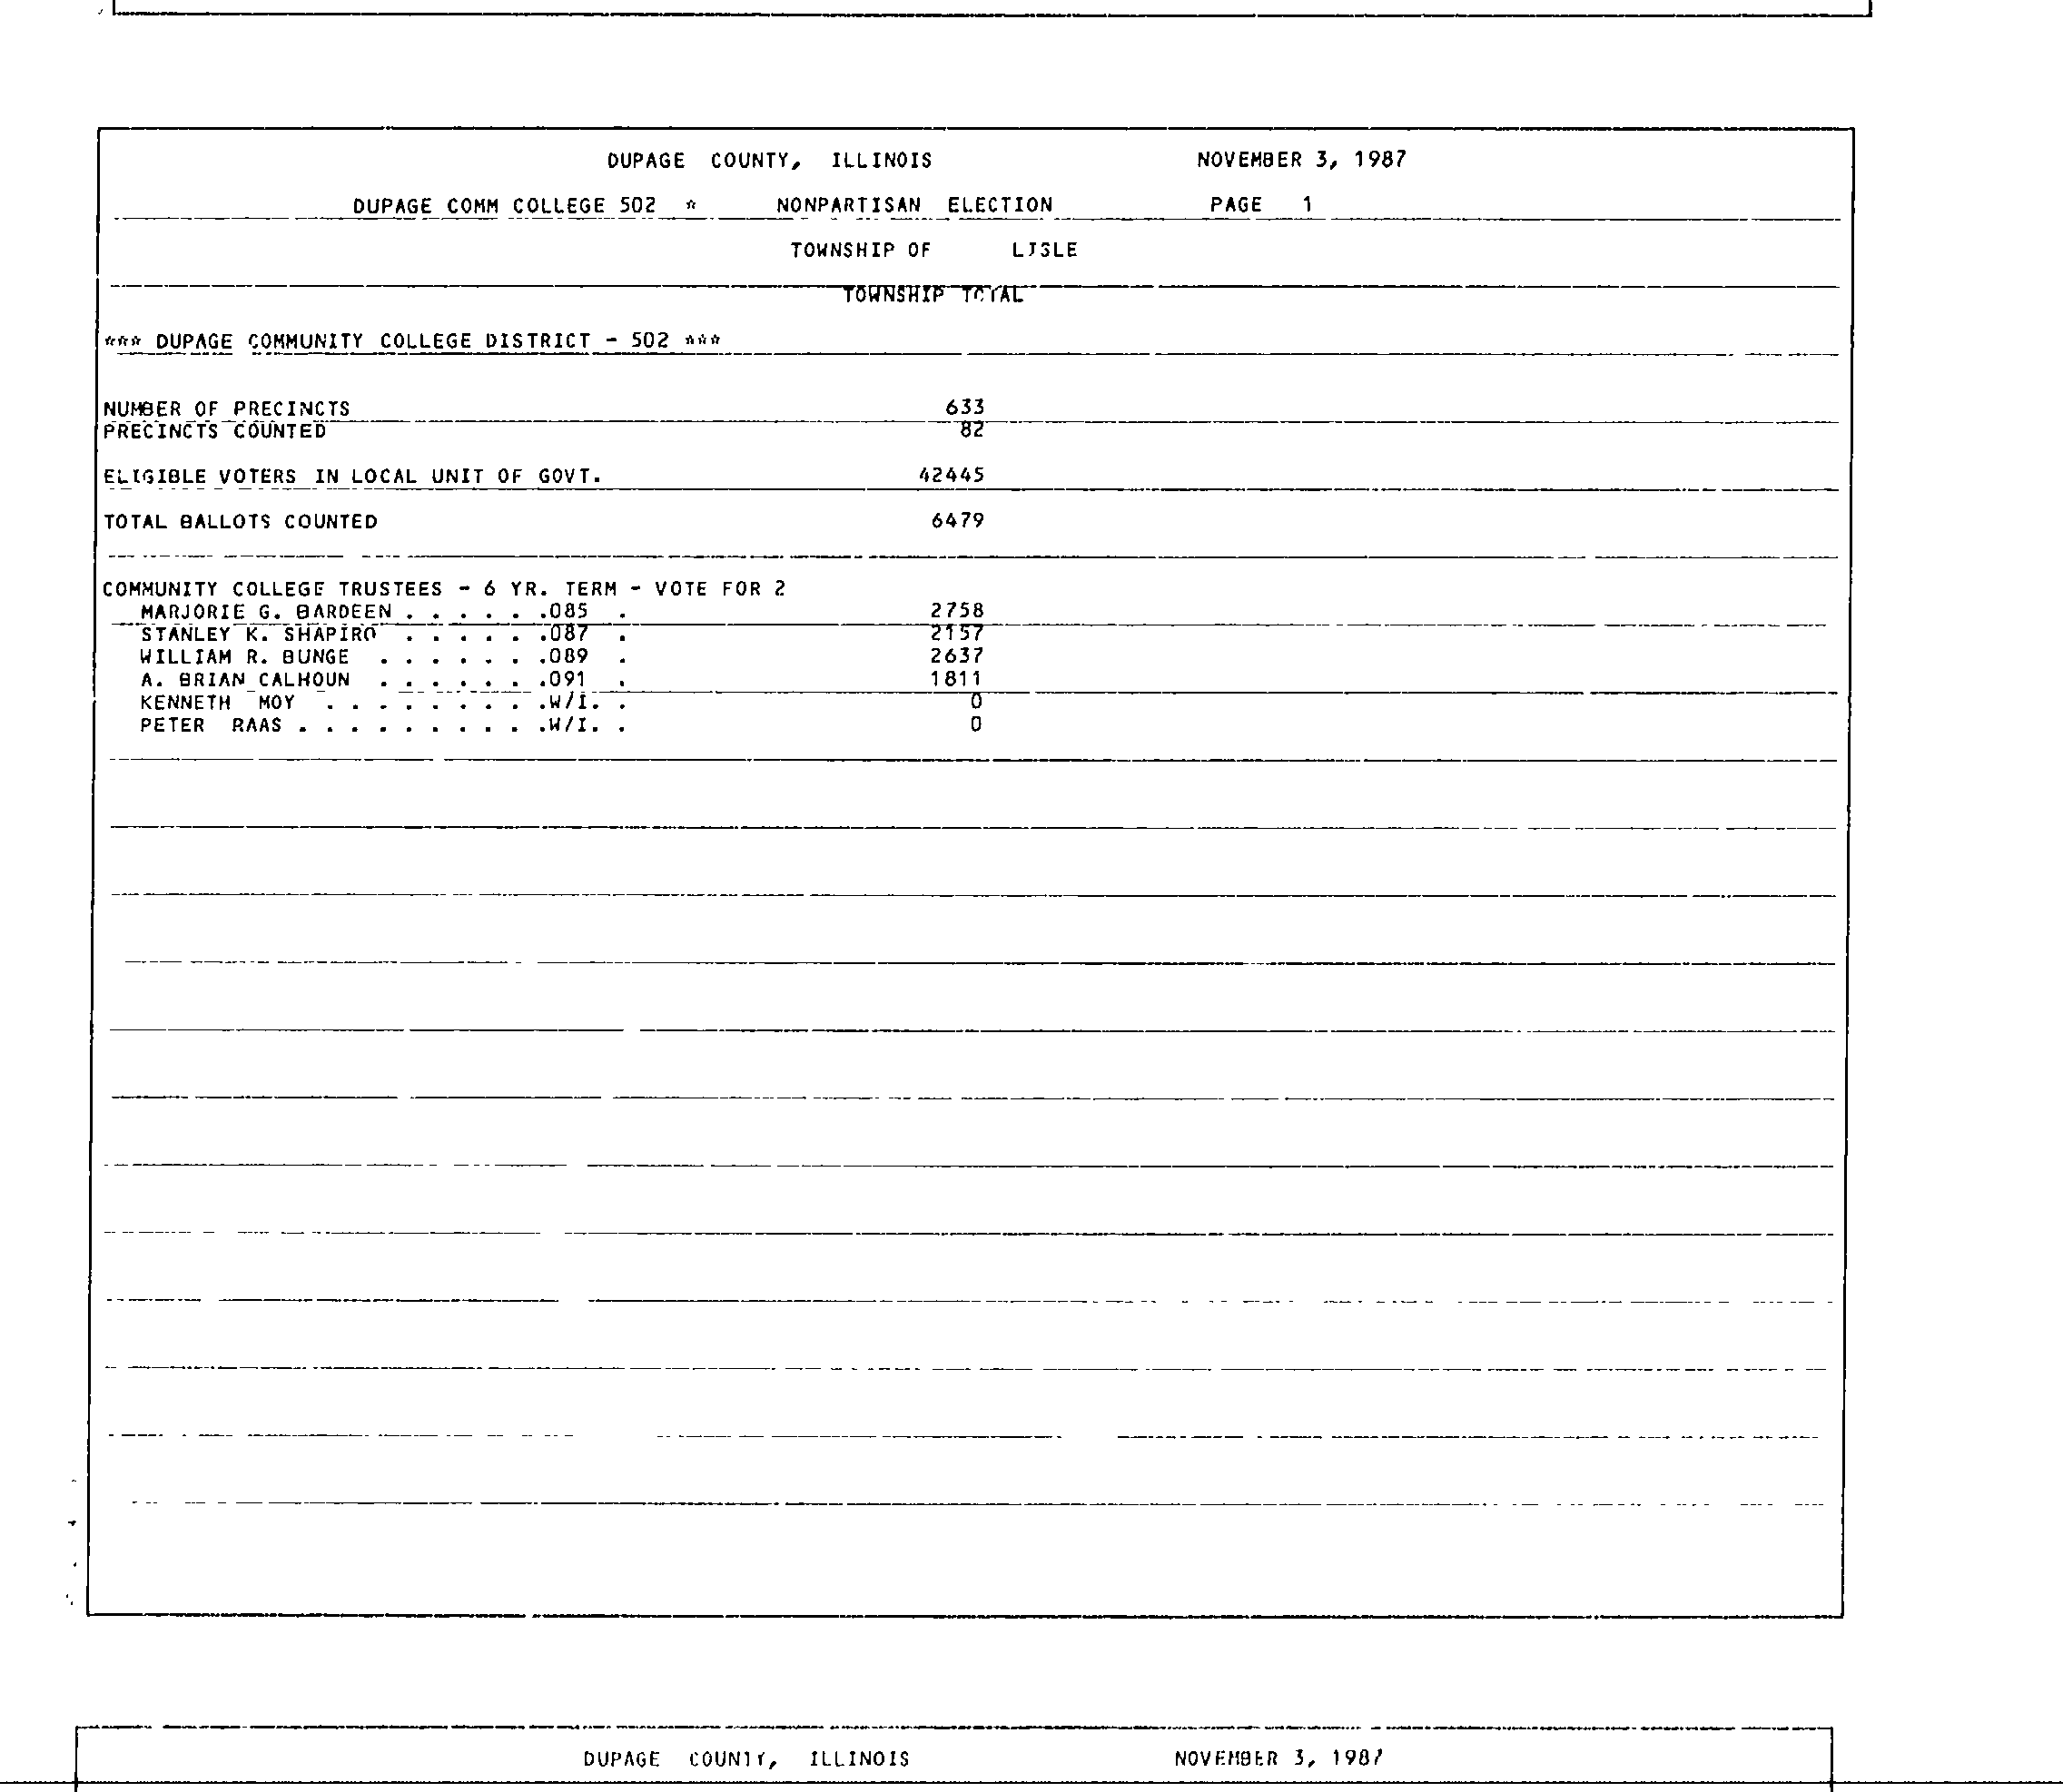 DUPAGE COUNTY, ILLINOIS NOVEMBER 3, 1987
DUPAGE COMM COLLEGE 502 * NONPARTISAN ELECTION PAGE 1
TOWNSHIP OF LISLE
TOWNSHIP TOTAL
*** DUPAGE COMMUNITY COLLEGE DISTRICT - 502 ***
NUMBER OF PRECINCTS 633
PRECINCTS COUNTED 82
ELIGIBLE VOTERS IN LOCAL UNIT OF GOVT. 42445
TOTAL BALLOTS COUNTED 6479
COMMUNITY COLLEGE TRUSTEES - 6 YR. TERM - VOTE FOR 2
MARJORIE G. BARDEEN . . . . . .085 . 2758
STANLEY K. SHAPIRO . . . . . .087 . 2157
WILLIAM R. BUNGE . . . . . . .089 . 2637
A. BRIAN CALHOUN . . . . . . .091 . 1811
KENNETH MOY . . . . . . . . .W/I. . 0
PETER RAAS . . . . . . . . . .W/I. . 0
DUPAGE COUNTY, ILLINOIS NOVEMBER 3, 1987